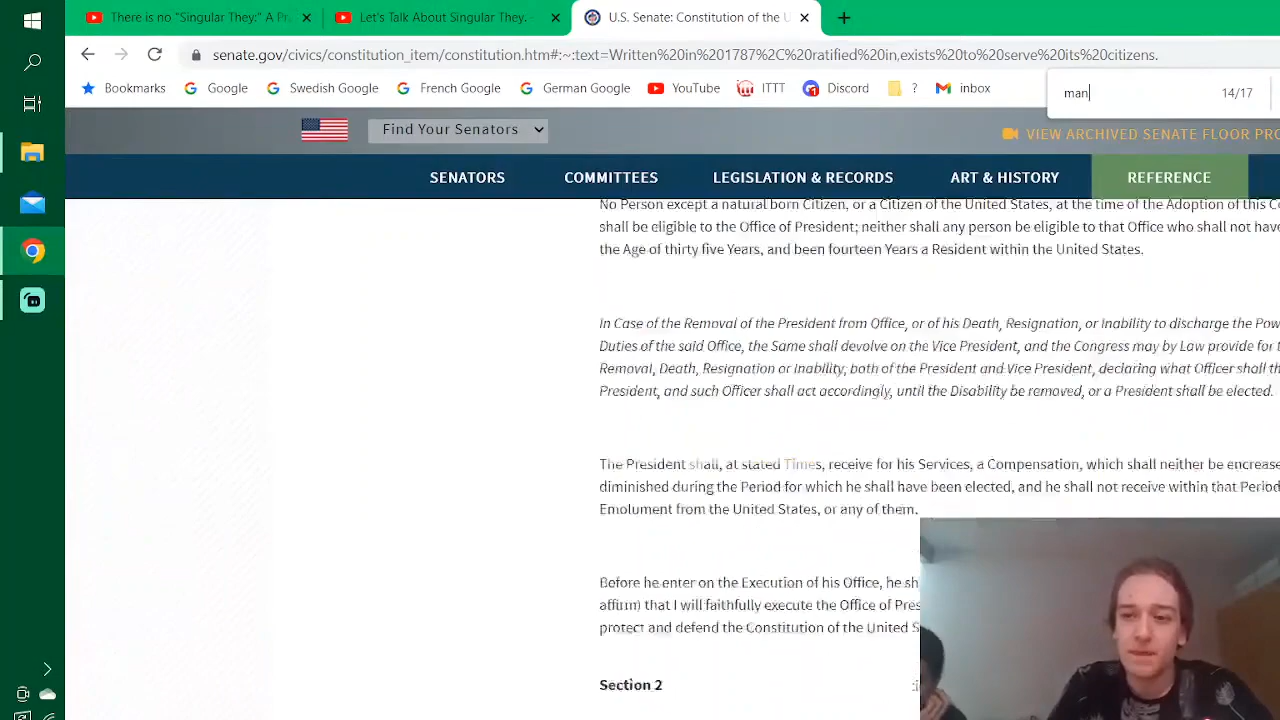 There is no "Singular They:" A Pr
Let's Talk About Singular They. -
U.S. Senate: Constitution of the U
senate.gov/civics/constitution_item/constitution.htm#:~:text=Written%20in%201787%2C%20ratified%20in,exists%20to%20serve%20its%20citizens.
Bookmarks Google Swedish Google French Google German Google YouTube ITTT Discord ? inbox
man 14/17
Find Your Senators
VIEW ARCHIVED SENATE FLOOR PRO
SENATORS COMMITTEES LEGISLATION & RECORDS ART & HISTORY REFERENCE
No Person except a natural born Citizen, or a Citizen of the United States, at the time of the Adoption of this Co
shall be eligible to the Office of President; neither shall any person be eligible to that Office who shall not have
the Age of thirty five Years, and been fourteen Years a Resident within the United States.
In Case of the Removal of the President from Office, or of his Death, Resignation, or Inability to discharge the Pow
Duties of the said Office, the Same shall devolve on the Vice President, and the Congress may by Law provide for t
Removal, Death, Resignation or Inability, both of the President and Vice President, declaring what Officer shall th
President, and such Officer shall act accordingly, until the Disability be removed, or a President shall be elected.
The President shall, at stated Times, receive for his Services, a Compensation, which shall neither be encrease
diminished during the Period for which he shall have been elected, and he shall not receive within that Period
Emolument from the United States, or any of them.
Before he enter on the Execution of his Office, he sh
affirm) that I will faithfully execute the Office of Pres
protect and defend the Constitution of the United S
Section 2